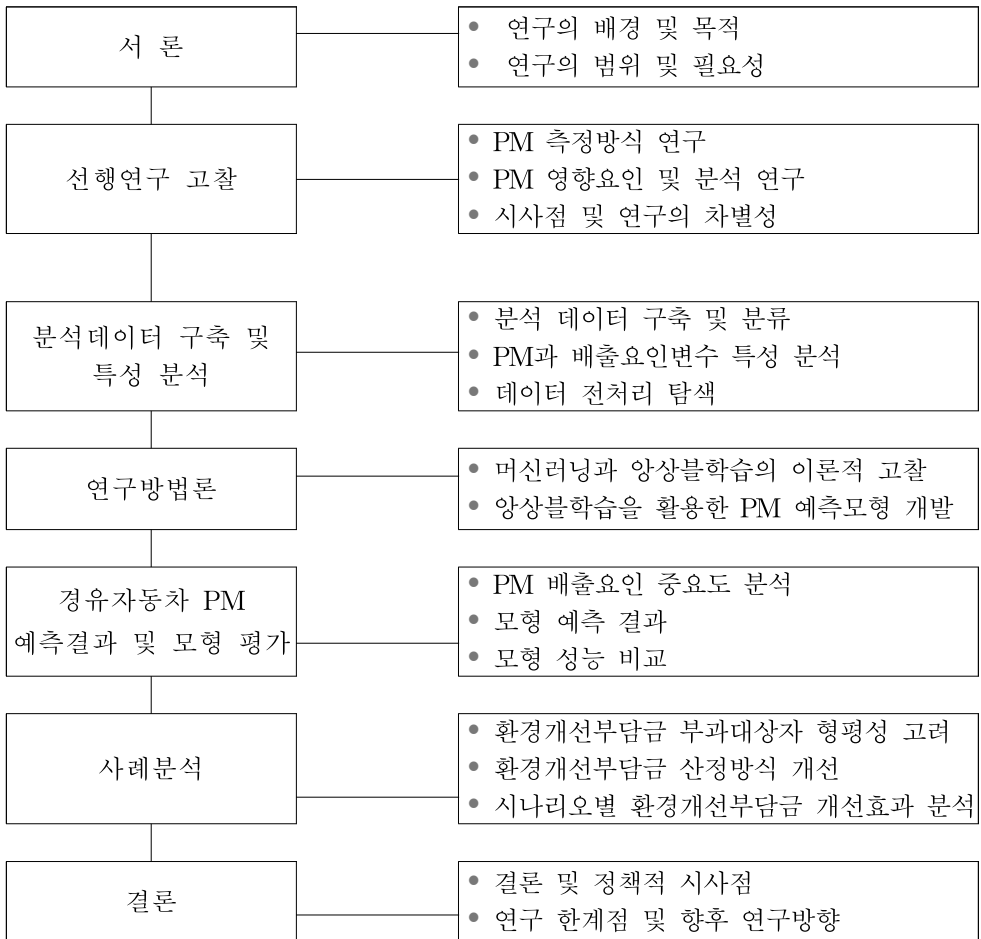 서 론
• 연구의 배경 및 목적
• 연구의 범위 및 필요성
선행연구 고찰
• PM 측정방식 연구
• PM 영향요인 및 분석 연구
• 시사점 및 연구의 차별성
분석데이터 구축 및
특성 분석
• 분석 데이터 구축 및 분류
• PM과 배출요인변수 특성 분석
• 데이터 전처리 탐색
연구방법론
• 머신러닝과 앙상블학습의 이론적 고찰
• 앙상블학습을 활용한 PM 예측모형 개발
경유자동차 PM
예측결과 및 모형 평가
• PM 배출요인 중요도 분석
• 모형 예측 결과
• 모형 성능 비교
사례분석
• 환경개선부담금 부과대상자 형평성 고려
• 환경개선부담금 산정방식 개선
• 시나리오별 환경개선부담금 개선효과 분석
결론
• 결론 및 정책적 시사점
• 연구 한계점 및 향후 연구방향